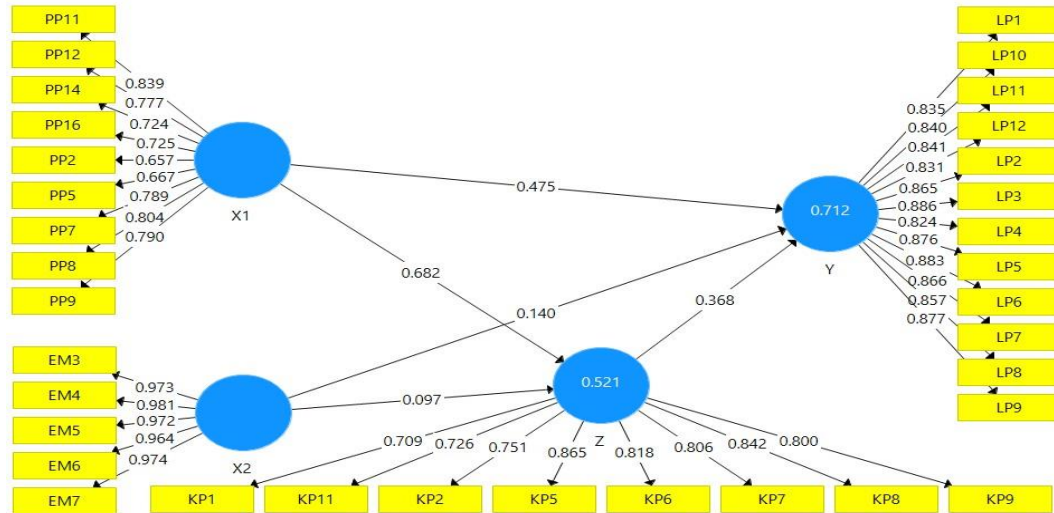 PP11
PP12
PP14
PP16
PP2
PP5
PP7
PP8
PP9
0.839
0.777
0.724
0.725
0.657
0.667
0.789
0.804
0.790
X1
0.475
0.682
0.140
0.368
0.097
LP1
LP10
LP11
LP12
LP2
LP3
LP4
LP5
LP6
LP7
LP8
LP9
0.835
0.840
0.841
0.831
0.865
0.886
0.824
0.876
0.883
0.866
0.857
0.877
0.712
Y
EM3
EM4
EM5
EM6
EM7
0.973
0.981
0.972
0.964
0.974
X2
0.521
Z
0.709
0.726
0.751
0.865
0.818
0.806
0.842
0.800
KP1
KP11
KP2
KP5
KP6
KP7
KP8
KP9